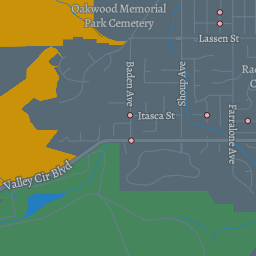 Oakwood Memorial
Park Cemetery
Lassen St
Baden Ave
Shoup Ave
Itasca St
Farralone Ave
Valley Cir Blvd